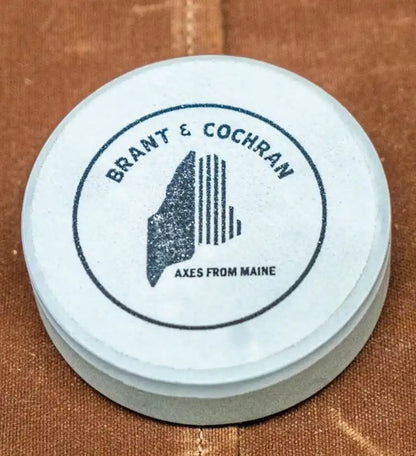 BRANT & COCHRAN
AXES FROM MAINE